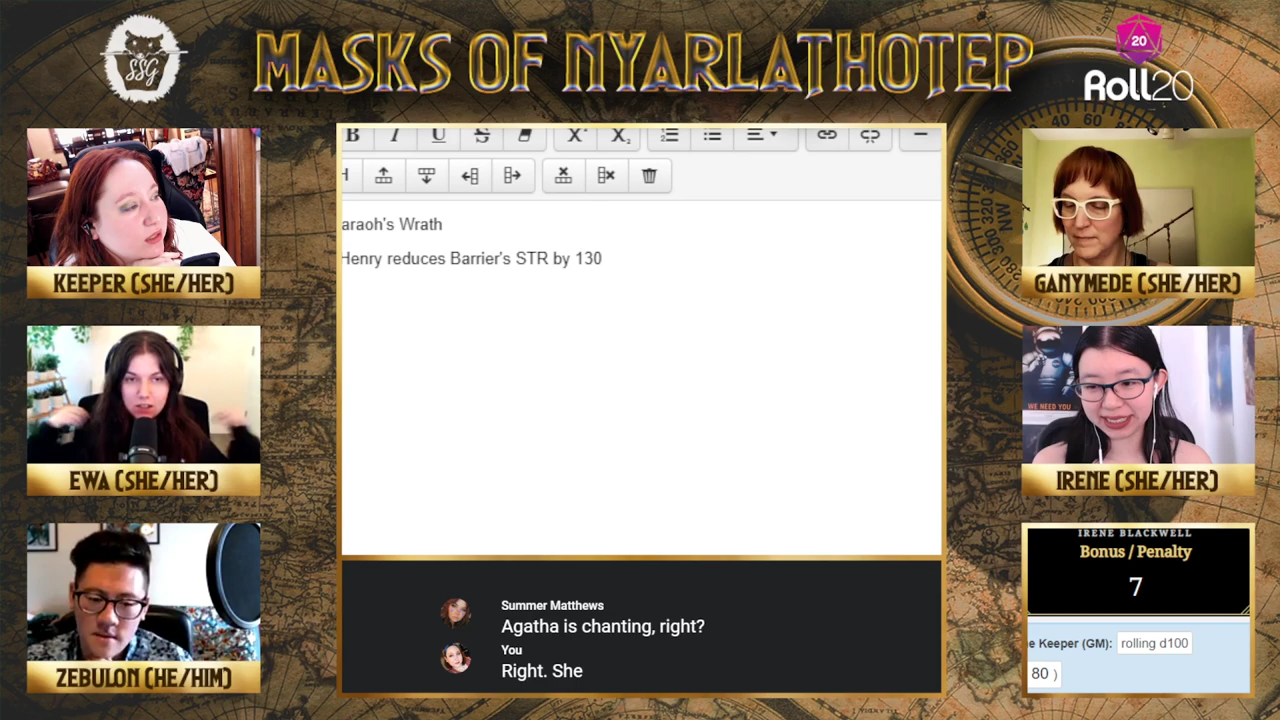 SSG
MASKS OF NYARLATHOTEP
20
Roll20
KEEPER (SHE/HER)
EWA (SHE/HER)
ZEBULON (HE/HIM)
B I U S X X
araoh's Wrath
Henry reduces Barrier's STR by 130
Summer Matthews
Agatha is chanting, right?
You
Right. She
40 60
GANYMEDE (SHE/HER)
WE NEED YOU
IRENE (SHE/HER)
IRENE BLACKWELL
Bonus / Penalty
7
e Keeper (GM): rolling d100
80 )